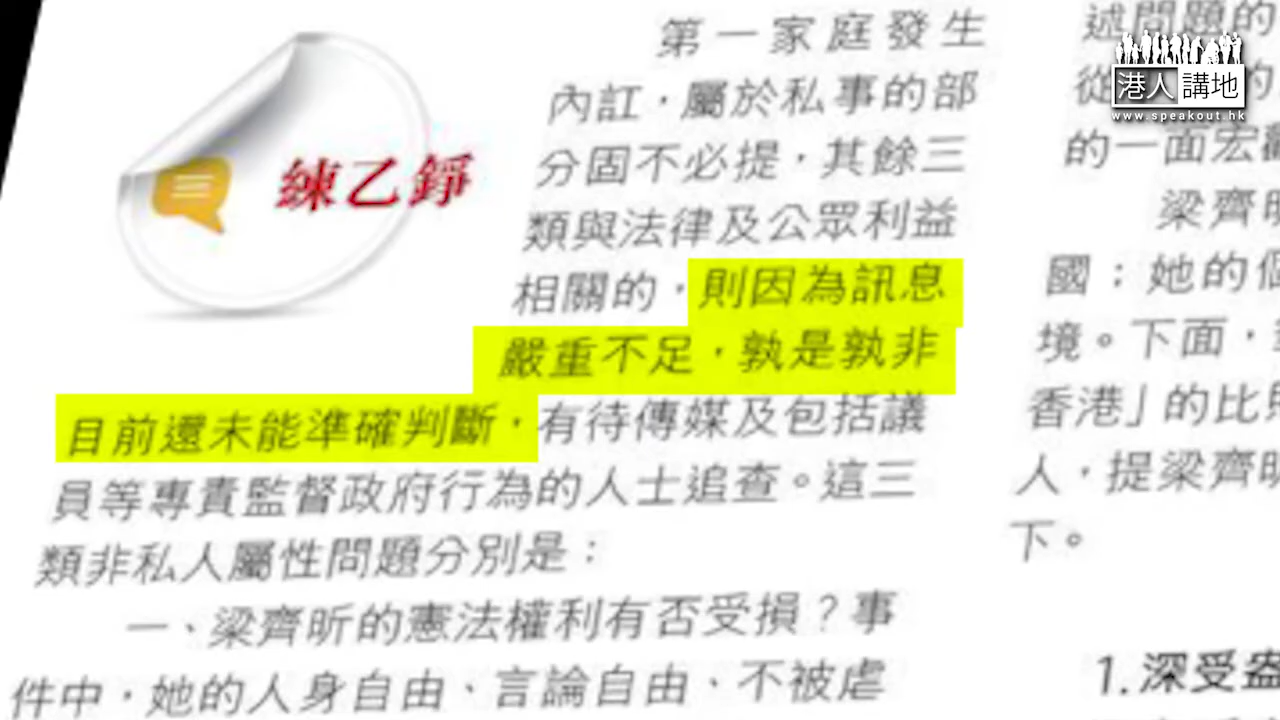 練乙錚
第一家庭發生
內訌，屬於私事的部
分固不必提，其餘三
類與法律及公眾利益
相關的，則因為訊息
嚴重不足，孰是孰非
目前還未能準確判斷，有待傳媒及包括議
員等專責監督政府行為的人士追查。這三
類非私人屬性問題分別是：
一、梁齊昕的憲法權利有否受損？事
件中，她的人身自由、言論自由、不被虐
述問題的
從
的
的一面宏
梁齊昕
國：她的個
境。下面，
香港」的比
人，提梁齊昕
下。
1.深受
港人講地
www.speakout.hk